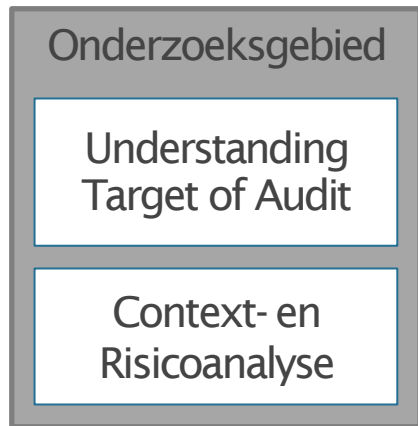 Onderzoeksgebied
Understanding
Target of Audit
Context- en
Risicoanalyse